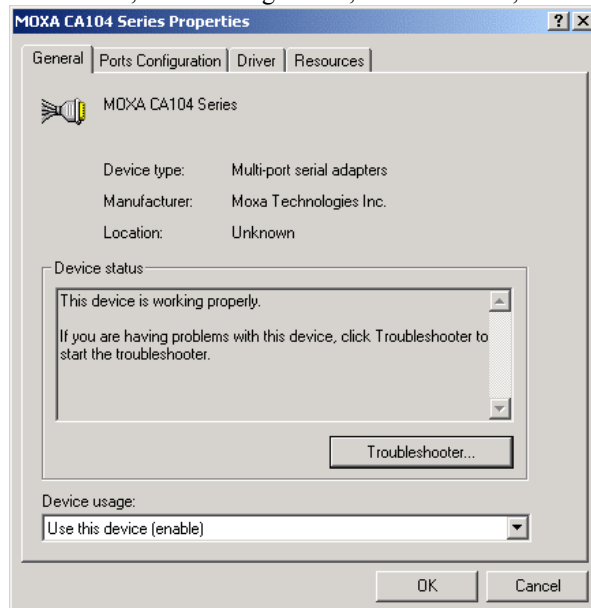 MOXA CA104 Series Properties
General Ports Configuration Driver Resources
MOXA CA104 Series
Device type: Multi-port serial adapters
Manufacturer: Moxa Technologies Inc.
Location: Unknown
Device status
This device is working properly.
If you are having problems with this device, click Troubleshooter to
start the troubleshooter.
Troubleshooter...
Device usage:
Use this device (enable)
OK Cancel